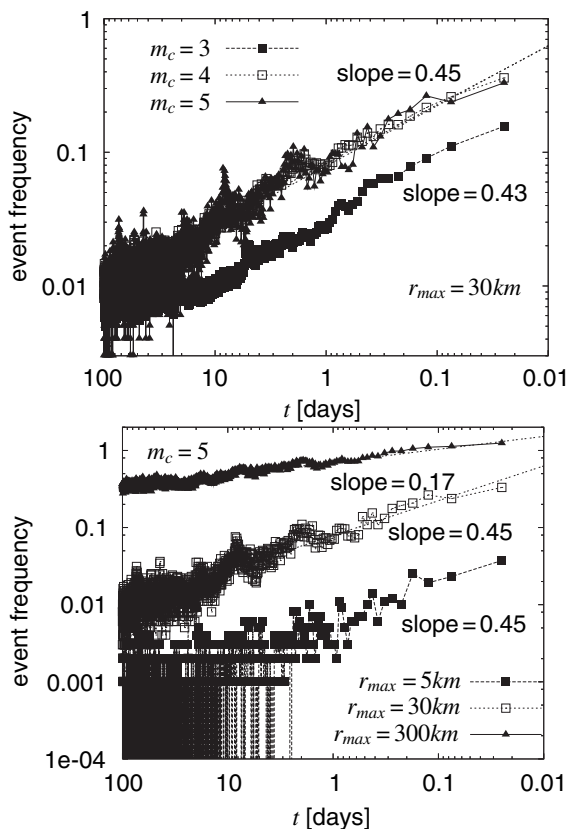 1
0.1
0.01
event frequency
m_c = 3
m_c = 4
m_c = 5
slope = 0.45
slope = 0.43
r_max = 30km
100 10 1 0.1 0.01
t [days]
1
0.1
0.01
0.001
1e-04
event frequency
m_c = 5
slope = 0.17
slope = 0.45
slope = 0.45
r_max = 5km
r_max = 30km
r_max = 300km
100 10 1 0.1 0.01
t [days]